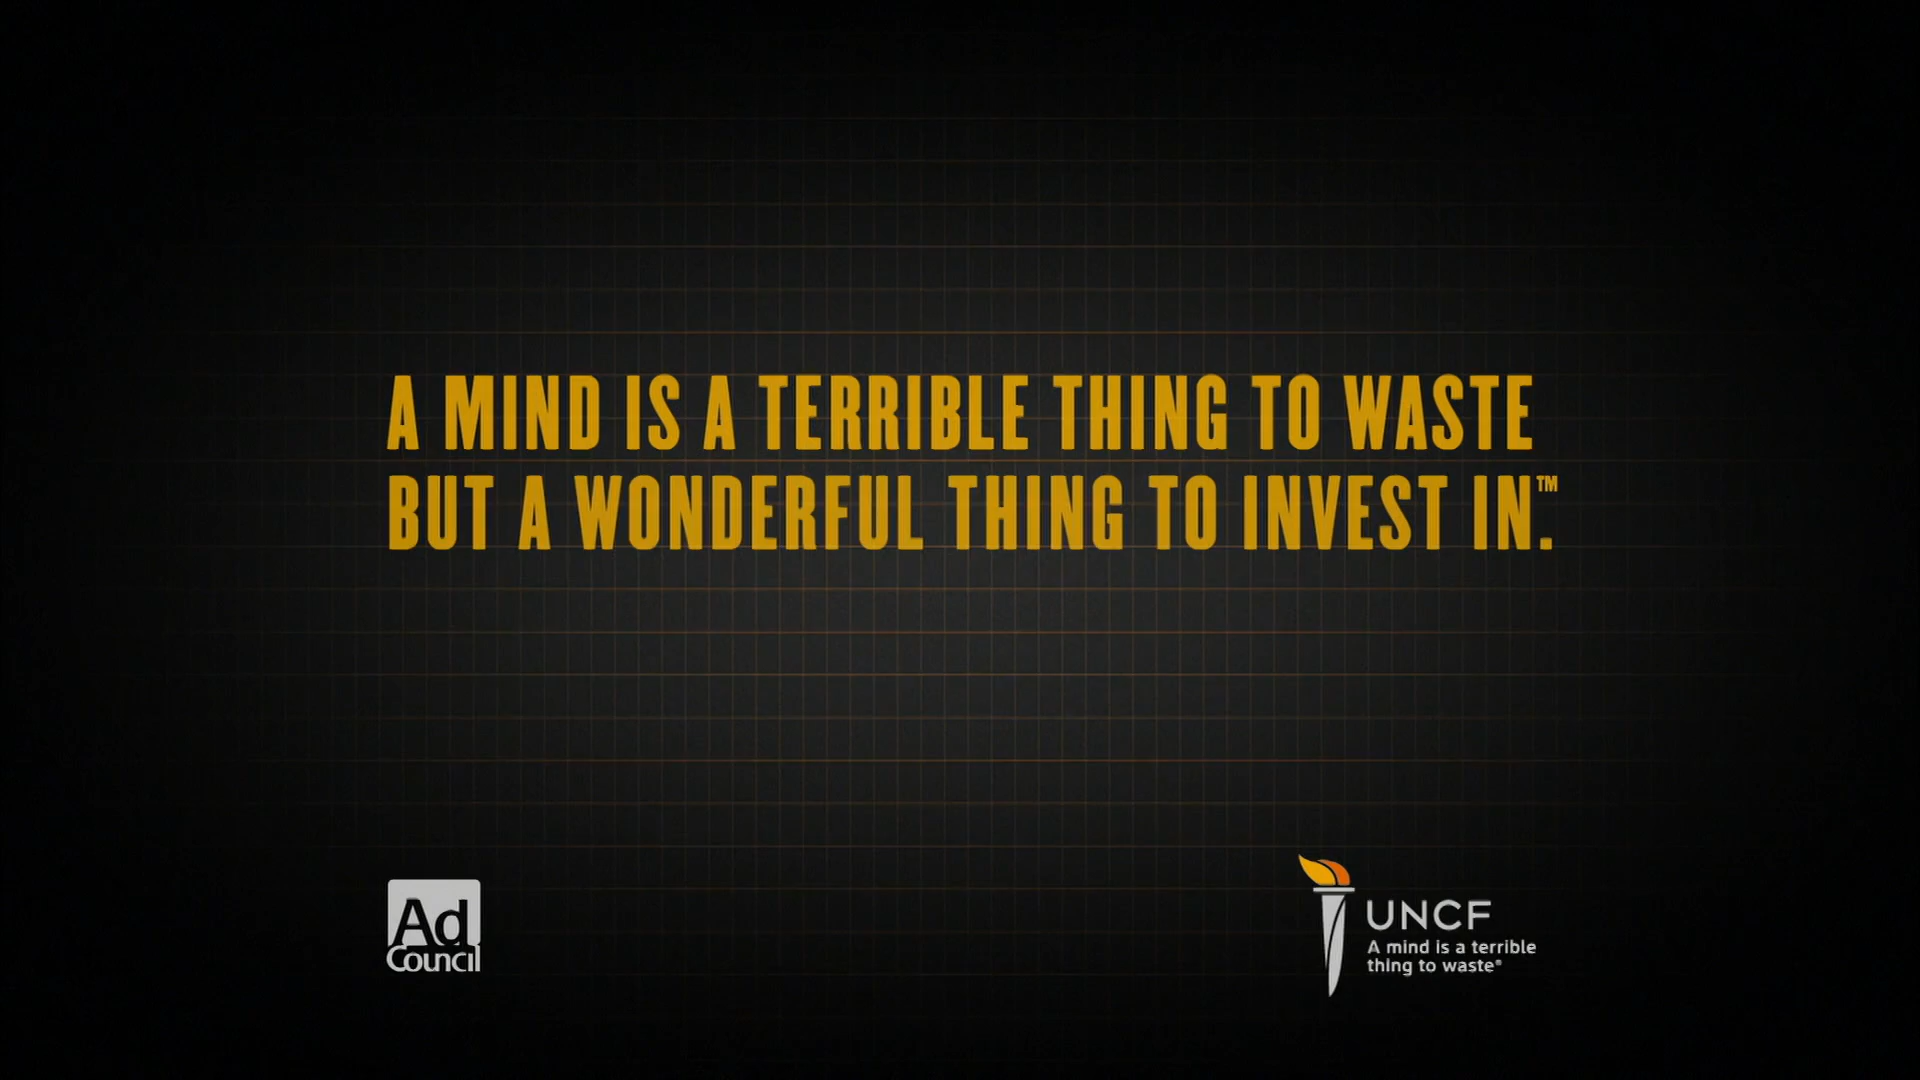 A MIND IS A TERRIBLE THING TO WASTE
BUT A WONDERFUL THING TO INVEST IN.™
Ad
Council
UNCF
A mind is a terrible
thing to waste®